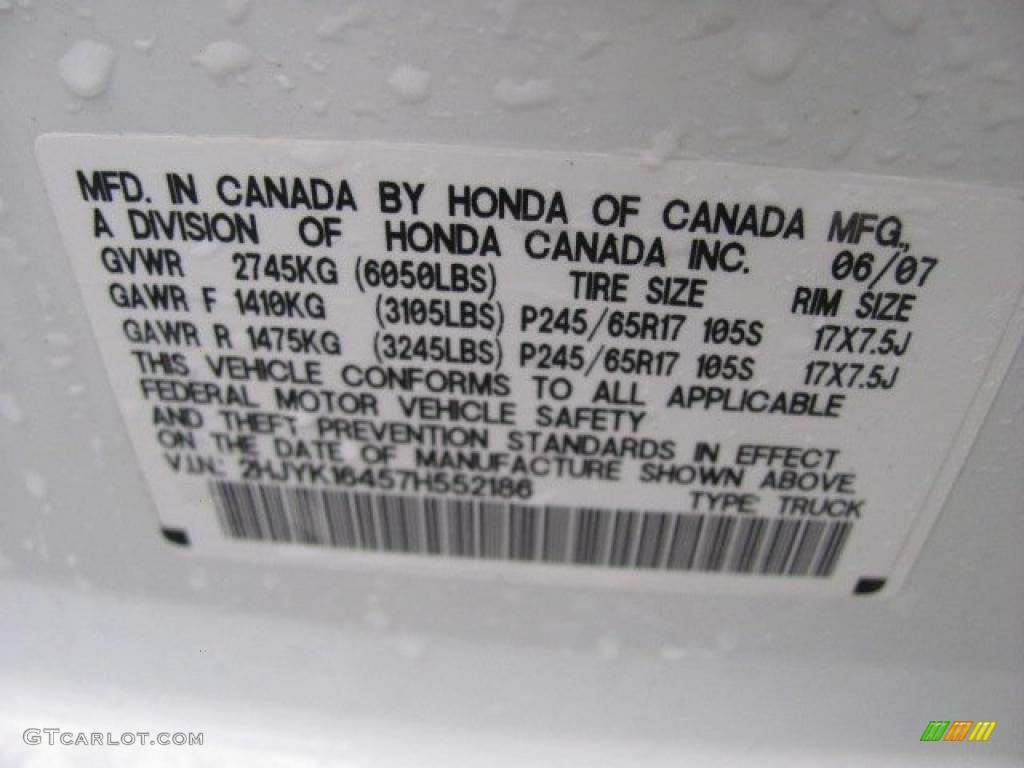 MFD. IN CANADA BY HONDA OF CANADA MFG.,
A DIVISION OF HONDA CANADA INC. 06/07
GVWR 2745KG (6050LBS) TIRE SIZE RIM SIZE
GAWR F 1410KG (3105LBS) P245/65R17 105S 17X7.5J
GAWR R 1475KG (3245LBS) P245/65R17 105S 17X7.5J
THIS VEHICLE CONFORMS TO ALL APPLICABLE
FEDERAL MOTOR VEHICLE SAFETY
AND THEFT PREVENTION STANDARDS IN EFFECT
ON THE DATE OF MANUFACTURE SHOWN ABOVE.
V.I.N.: 2HJYK16457H552186 TYPE: TRUCK
GTCARLOT.COM